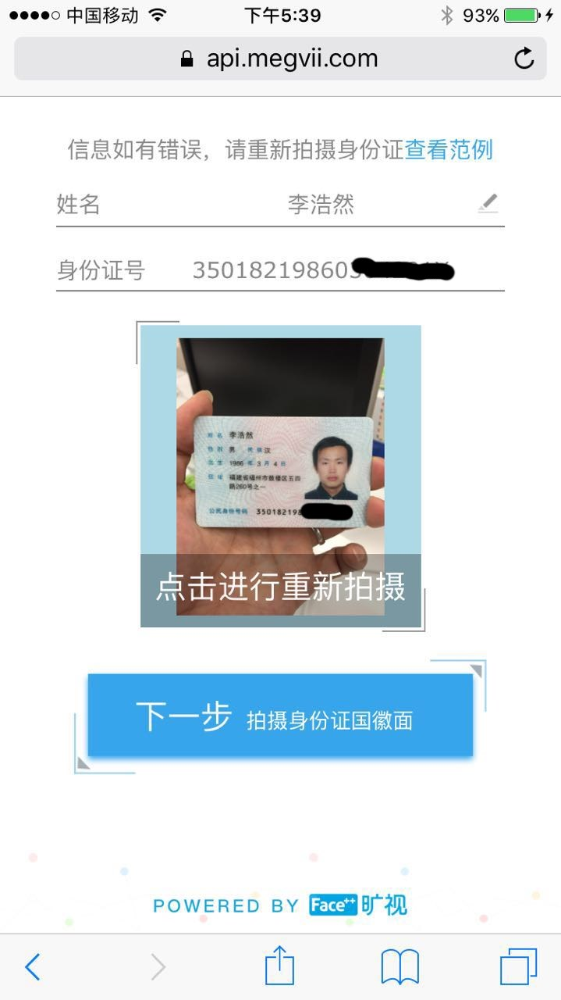 中国移动 下午5:39 93%
api.megvii.com
信息如有错误，请重新拍摄身份证查看范例
姓名 李浩然
身份证号 35018219860
姓名 李浩然
性别 男 民族 汉
出生 1986 年 3 月 4 日
住址 福建省福州市鼓楼区五四
路260号之一
公民身份号码 350182198
点击进行重新拍摄
下一步 拍摄身份证国徽面
POWERED BY Face++ 旷视